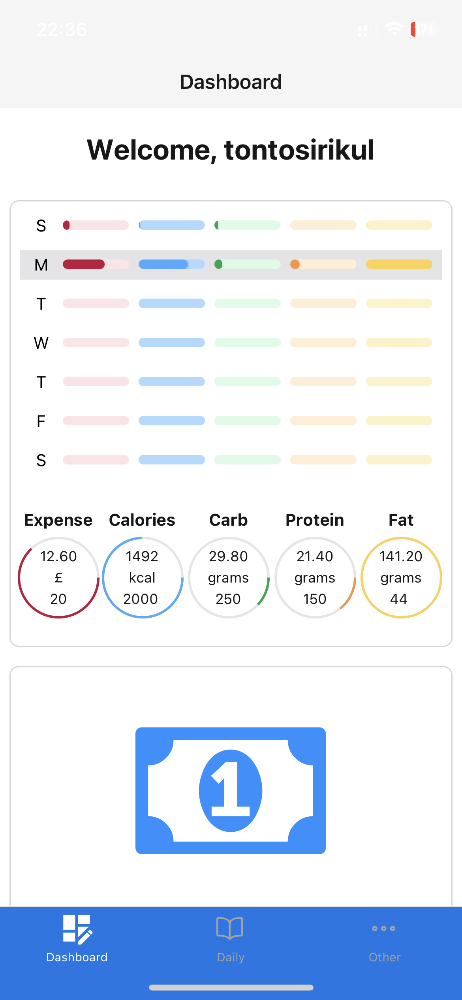 22:36
17
Dashboard
Welcome, tontosirikul
S
M
T
W
T
F
S
Expense Calories Carb Protein Fat
12.60 1492 29.80 21.40 141.20
£ kcal grams grams grams
20 2000 250 150 44
1
Dashboard Daily Other